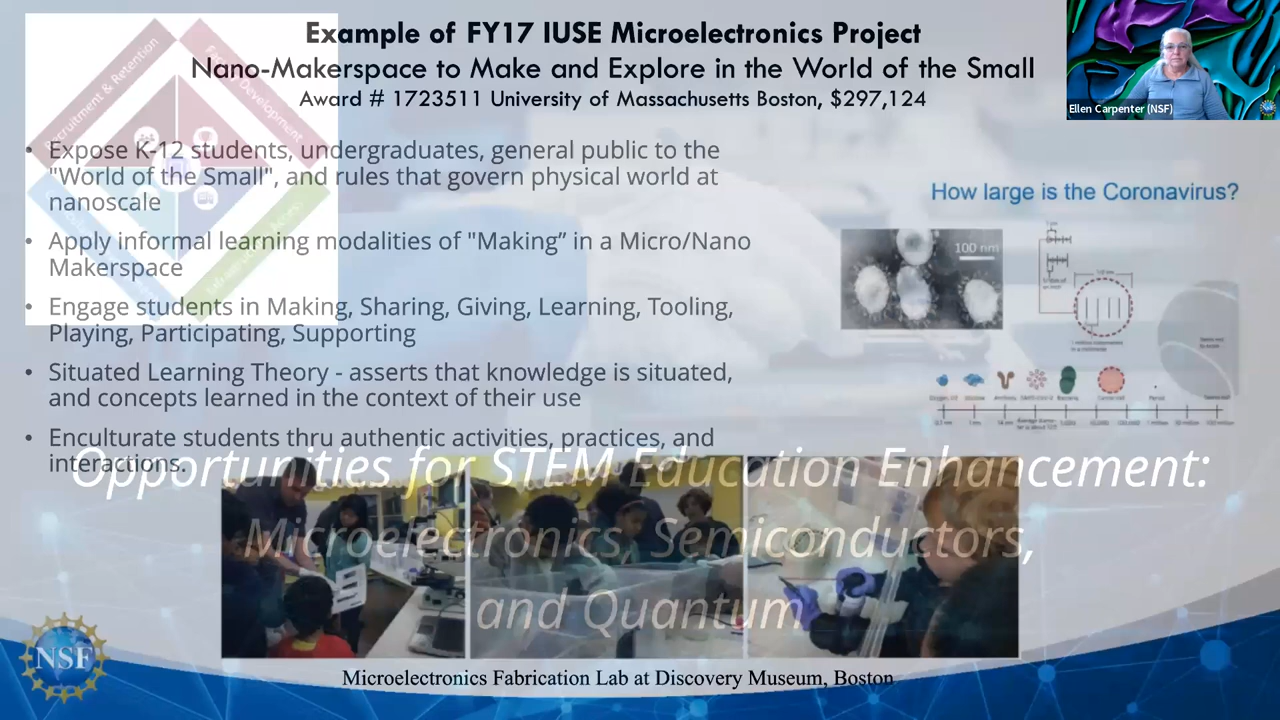 Example of FY17 IUSE Microelectronics Project
Nano-Makerspace to Make and Explore in the World of the Small
Award # 1723511 University of Massachusetts Boston, $297,124
Ellen Carpenter (NSF)
Recruitment & Retention
Development
• Expose K-12 students, undergraduates, general public to the
"World of the Small", and rules that govern physical world at
nanoscale
• Apply informal learning modalities of "Making” in a Micro/Nano
Makerspace
• Engage students in Making, Sharing, Giving, Learning, Tooling,
Playing, Participating, Supporting
• Situated Learning Theory - asserts that knowledge is situated,
and concepts learned in the context of their use
• Enculturate students thru authentic activities, practices, and
interactions.
How large is the Coronavirus?
100 nm
Opportunities for STEM Education Enhancement:
Microelectronics, Semiconductors,
and Quantum
NSF
Microelectronics Fabrication Lab at Discovery Museum, Boston